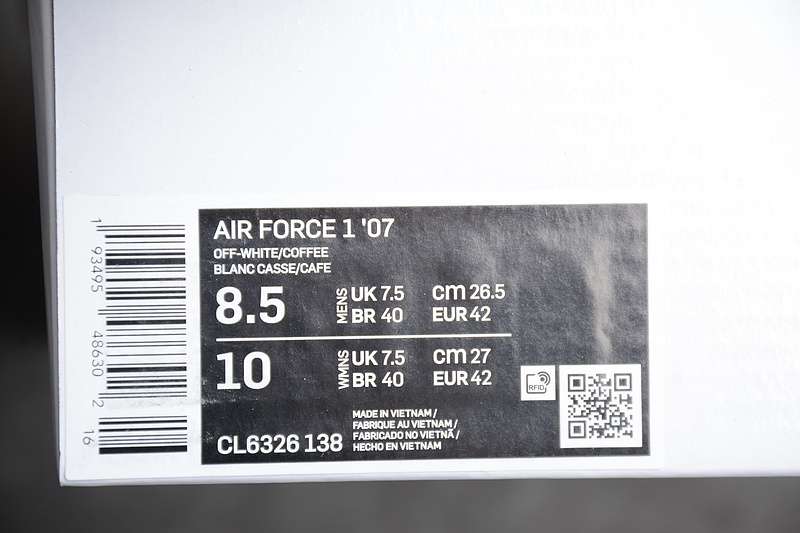 1 93495 48630 2 16
AIR FORCE 1 '07
OFF-WHITE/COFFEE
BLANC CASSE/CAFE
8.5 MENS UK 7.5 cm 26.5
BR 40 EUR 42
10 WMNS UK 7.5 cm 27
BR 40 EUR 42
RFID
CL6326 138
MADE IN VIETNAM /
FABRIQUE AU VIETNAM /
FABRICADO NO VIETNÃ /
HECHO EN VIETNAM